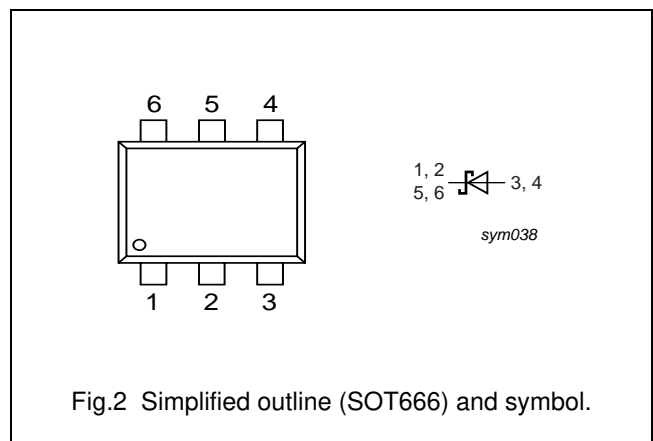 6 5 4
1, 2
5, 6
3, 4
sym038
1 2 3
Fig.2 Simplified outline (SOT666) and symbol.